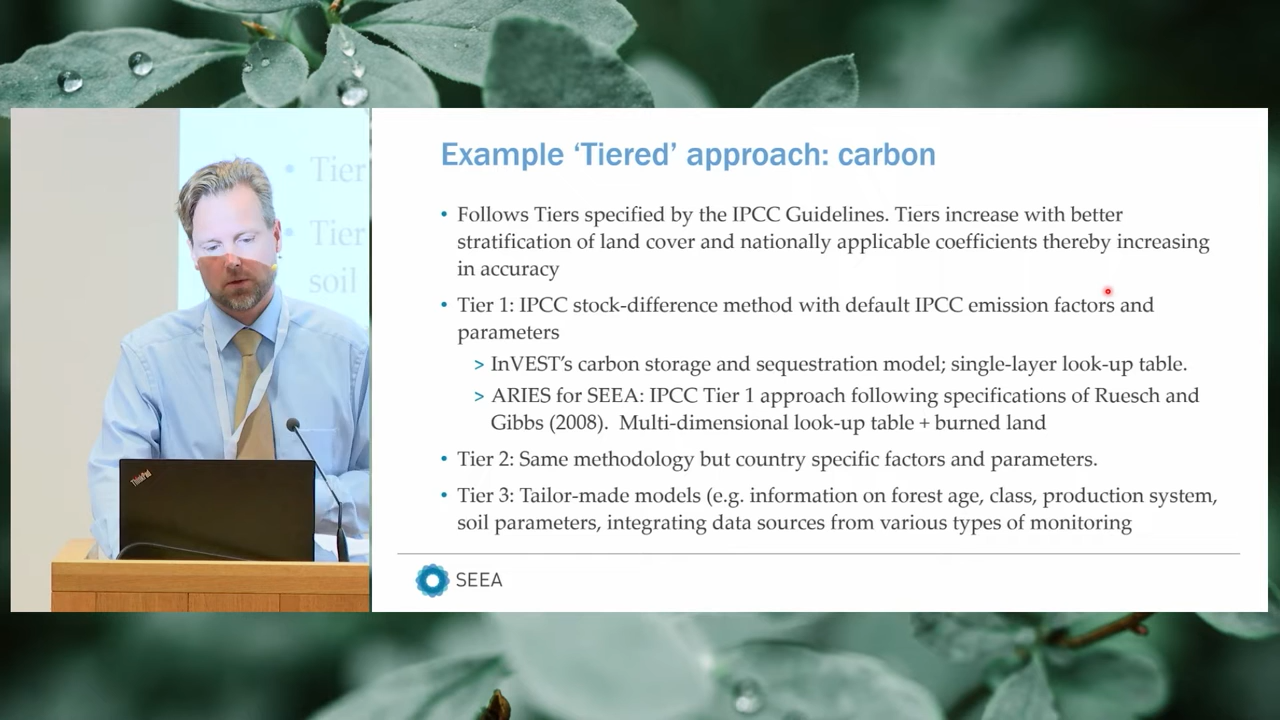 Example ‘Tiered’ approach: carbon
• Follows Tiers specified by the IPCC Guidelines. Tiers increase with better
stratification of land cover and nationally applicable coefficients thereby increasing
in accuracy
• Tier 1: IPCC stock-difference method with default IPCC emission factors and
parameters
> InVEST’s carbon storage and sequestration model; single-layer look-up table.
> ARIES for SEEA: IPCC Tier 1 approach following specifications of Ruesch and
Gibbs (2008).  Multi-dimensional look-up table + burned land
• Tier 2: Same methodology but country specific factors and parameters.
• Tier 3: Tailor-made models (e.g. information on forest age, class, production system,
soil parameters, integrating data sources from various types of monitoring
SEEA
• Tier
• Tier
soil
ThinkPad